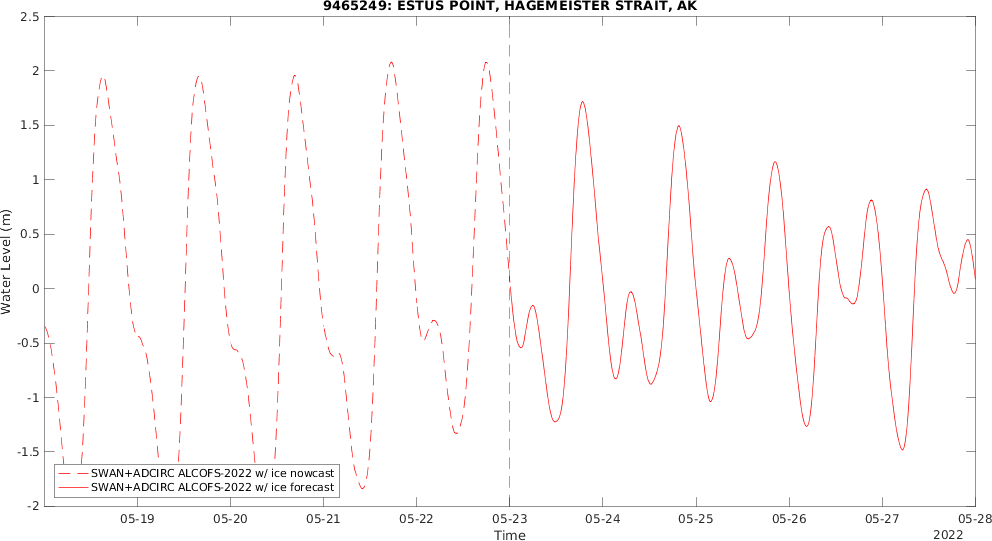 9465249: ESTUS POINT, HAGEMEISTER STRAIT, AK
2.5
2
1.5
1
0.5
0
-0.5
-1
-1.5
-2
Water Level (m)
SWAN+ADCIRC ALCOFS-2022 w/ ice nowcast
SWAN+ADCIRC ALCOFS-2022 w/ ice forecast
05-19 05-20 05-21 05-22 05-23 05-24 05-25 05-26 05-27 05-28
Time
2022